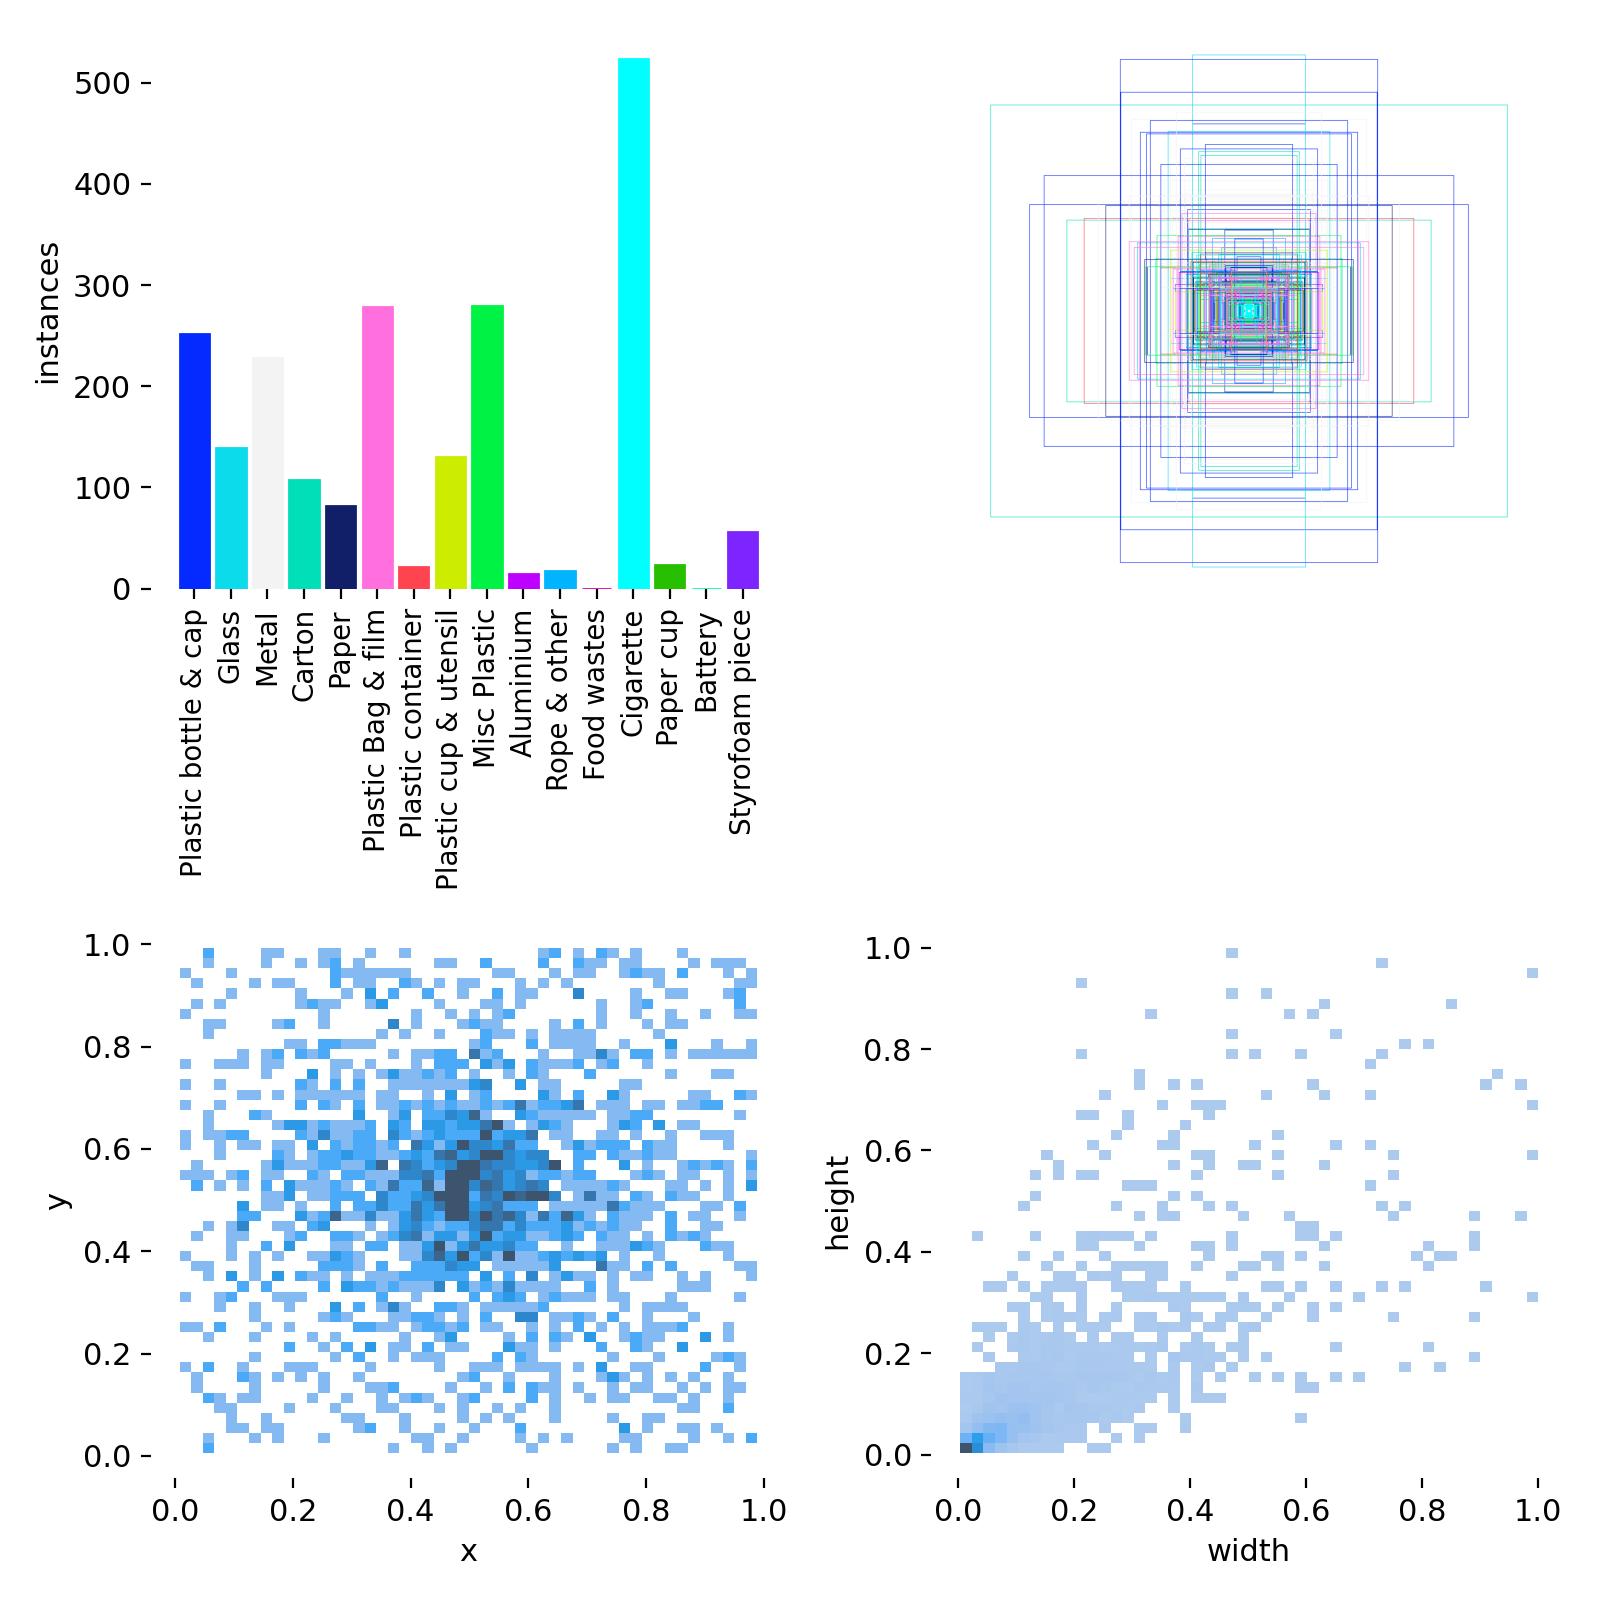 instances
500
400
300
200
100
0
Plastic bottle & cap
Glass
Metal
Carton
Paper
Plastic Bag & film
Plastic container
Plastic cup & utensil
Misc Plastic
Aluminium
Rope & other
Food wastes
Cigarette
Paper cup
Battery
Styrofoam piece
y
1.0
0.8
0.6
0.4
0.2
0.0
0.0 0.2 0.4 0.6 0.8 1.0
x
height
1.0
0.8
0.6
0.4
0.2
0.0
0.0 0.2 0.4 0.6 0.8 1.0
width